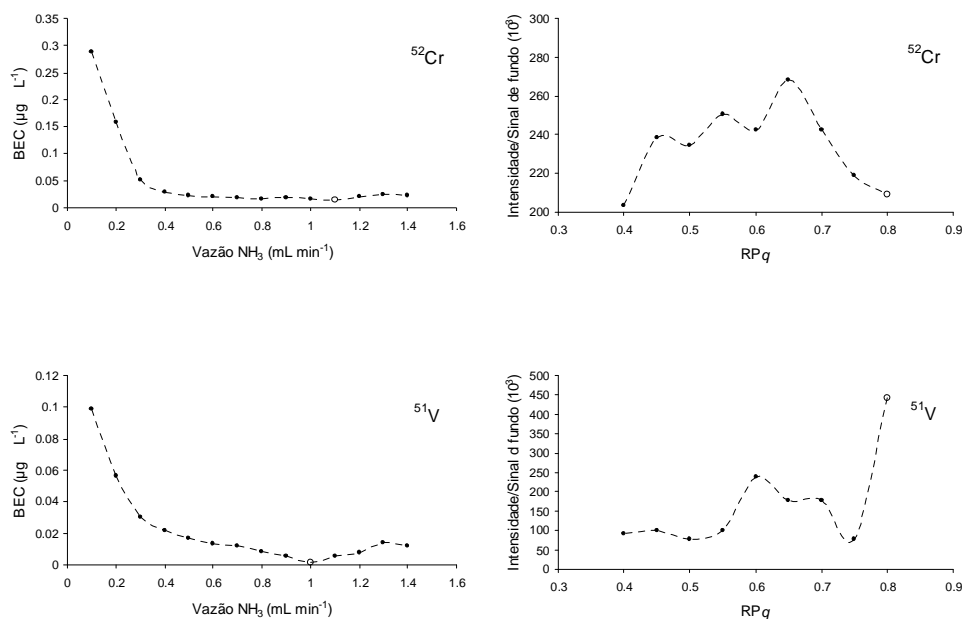 BEC (µg L⁻¹)
0.35
0.3
0.25
0.2
0.15
0.1
0.05
0
⁵²Cr
0 0.2 0.4 0.6 0.8 1 1.2 1.4 1.6
Vazão NH₃ (mL min⁻¹)
Intensidade/Sinal de fundo (10³)
300
280
260
240
220
200
⁵²Cr
0.3 0.4 0.5 0.6 0.7 0.8 0.9
RPq
BEC (µg L⁻¹)
0.12
0.1
0.08
0.06
0.04
0.02
0
⁵¹V
0 0.2 0.4 0.6 0.8 1 1.2 1.4 1.6
Vazão NH₃ (mL min⁻¹)
Intensidade/Sinal d fundo (10³)
500
450
400
350
300
250
200
150
100
50
0
⁵¹V
0.3 0.4 0.5 0.6 0.7 0.8 0.9
RPq